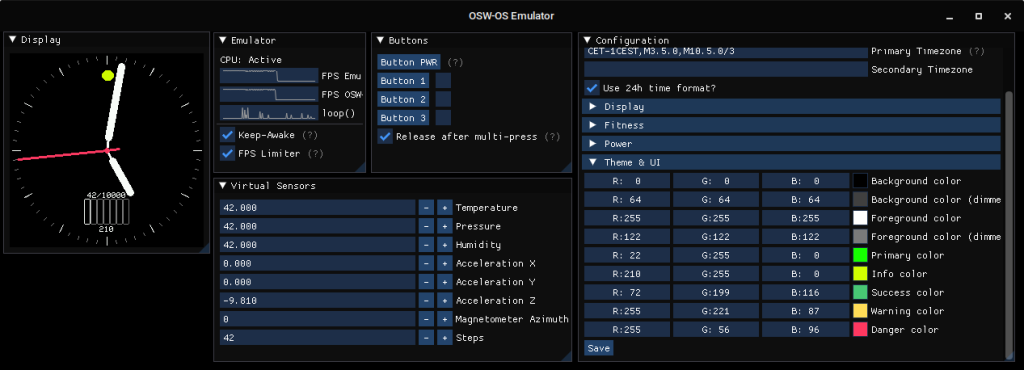 OSW-OS Emulator
Display
42/10000
210
Emulator
CPU: Active
FPS Emu
FPS OSW
loop()
Keep-Awake (?)
FPS Limiter (?)
Buttons
Button PWR (?)
Button 1
Button 2
Button 3
Release after multi-press (?)
Virtual Sensors
42.000 - + Temperature
42.000 - + Pressure
42.000 - + Humidity
0.000 - + Acceleration X
0.000 - + Acceleration Y
-9.810 - + Acceleration Z
0 - + Magnetometer Azimuth
42 - + Steps
Configuration
CET-1CEST,M3.5.0,M10.5.0/3 Primary Timezone (?)
Secondary Timezone
Use 24h time format?
Display
Fitness
Power
Theme & UI
R: 0 G: 0 B: 0 Background color
R: 64 G: 64 B: 64 Background color (dimme
R:255 G:255 B:255 Foreground color
R:122 G:122 B:122 Foreground color (dimme
R: 22 G:255 B: 0 Primary color
R:210 G:255 B: 0 Info color
R: 72 G:199 B:116 Success color
R:255 G:221 B: 87 Warning color
R:255 G: 56 B: 96 Danger color
Save